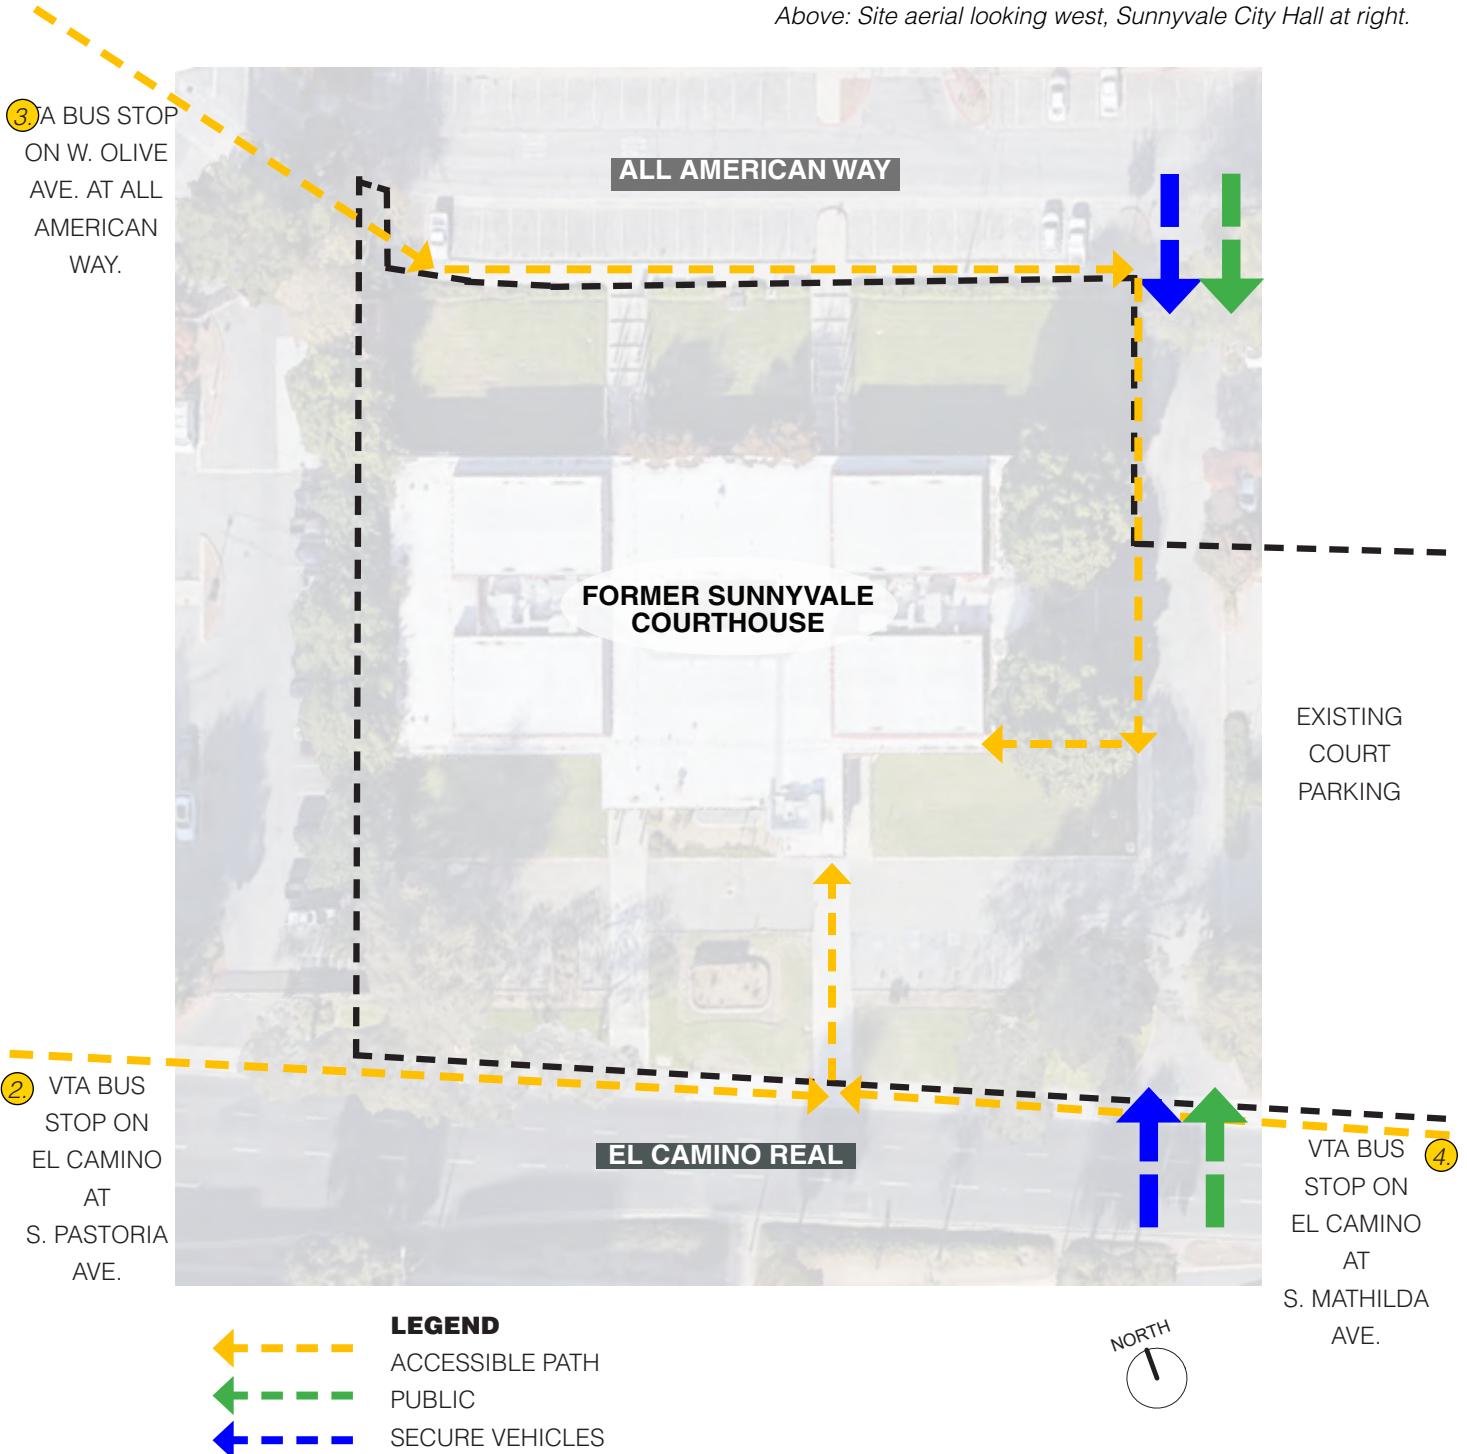 Above: Site aerial looking west, Sunnyvale City Hall at right.
3.
TA BUS STOP
ON W. OLIVE
AVE. AT ALL
AMERICAN
WAY.
ALL AMERICAN WAY
FORMER SUNNYVALE
COURTHOUSE
EXISTING
COURT
PARKING
2.
VTA BUS
STOP ON
EL CAMINO
AT
S. PASTORIA
AVE.
EL CAMINO REAL
4.
VTA BUS
STOP ON
EL CAMINO
AT
S. MATHILDA
AVE.
LEGEND
ACCESSIBLE PATH
PUBLIC
SECURE VEHICLES
NORTH